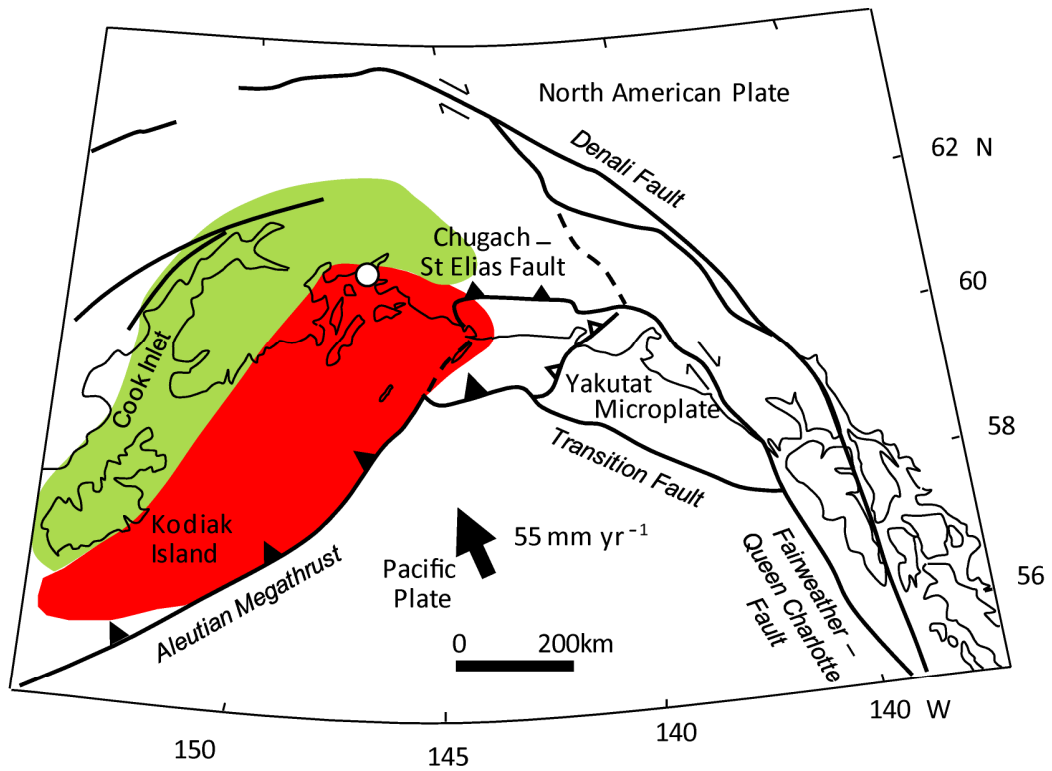 North American Plate
Denali Fault
62 N
Chugach –
St Elias Fault
60
Cook Inlet
Yakutat
Microplate
58
Transition Fault
Kodiak
Island
55 mm yr -1
Pacific
Plate
Aleutian Megathrust
Fairweather –
Queen Charlotte
Fault
56
0 200km
150
145
140
140 W